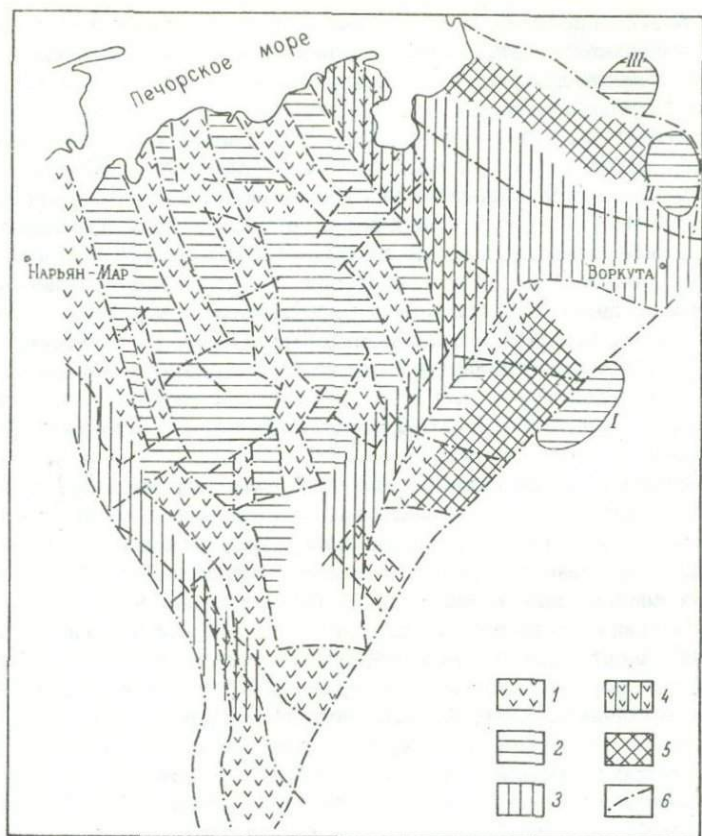 Печорское море
III
II
Нарьян-Мар
Воркута
I
1 4
2 5
3 6